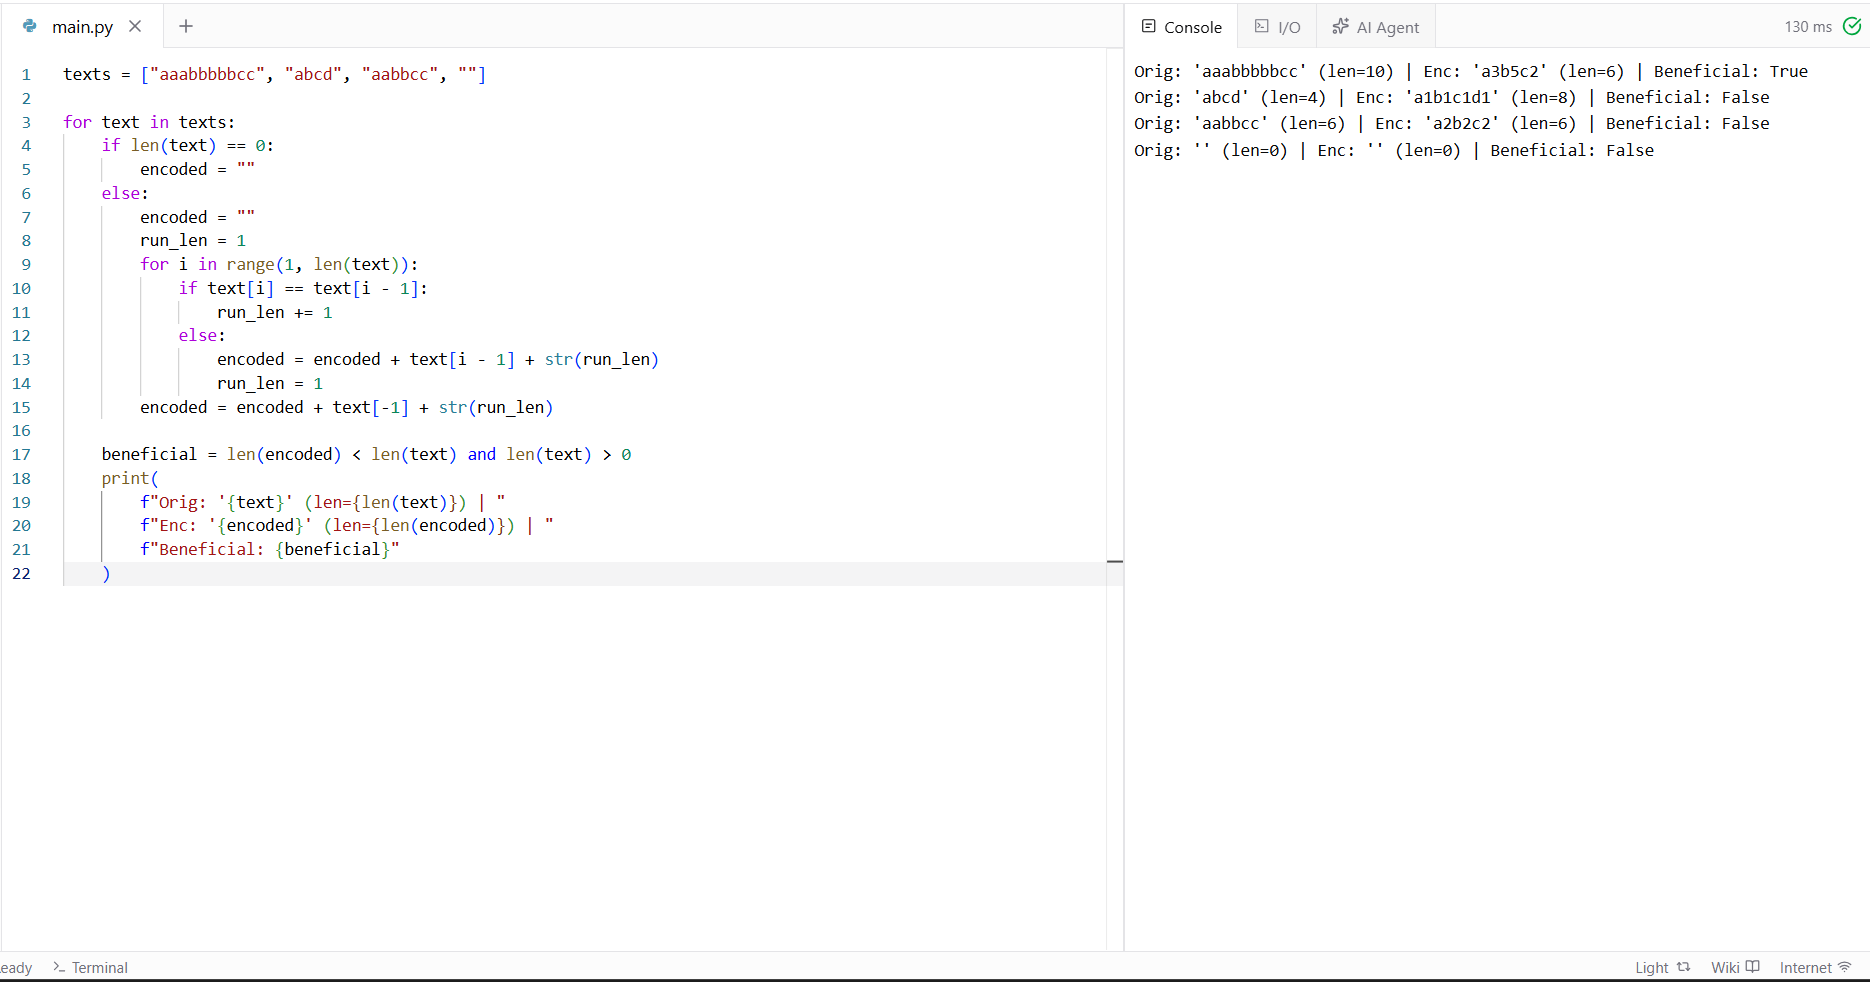 main.py
Console
I/O
AI Agent
130 ms
1 texts = ["aaabbbbbcc", "abcd", "aabbcc", ""]
2
3 for text in texts:
4     if len(text) == 0:
5         encoded = ""
6     else:
7         encoded = ""
8         run_len = 1
9         for i in range(1, len(text)):
10             if text[i] == text[i - 1]:
11                 run_len += 1
12             else:
13                 encoded = encoded + text[i - 1] + str(run_len)
14                 run_len = 1
15         encoded = encoded + text[-1] + str(run_len)
16
17     beneficial = len(encoded) < len(text) and len(text) > 0
18     print(
19         f"Orig: '{text}' (len={len(text)}) | "
20         f"Enc: '{encoded}' (len={len(encoded)}) | "
21         f"Beneficial: {beneficial}"
22     )
Orig: 'aaabbbbbcc' (len=10) | Enc: 'a3b5c2' (len=6) | Beneficial: True
Orig: 'abcd' (len=4) | Enc: 'a1b1c1d1' (len=8) | Beneficial: False
Orig: 'aabbcc' (len=6) | Enc: 'a2b2c2' (len=6) | Beneficial: False
Orig: '' (len=0) | Enc: '' (len=0) | Beneficial: False
eady
Terminal
Light
Wiki
Internet